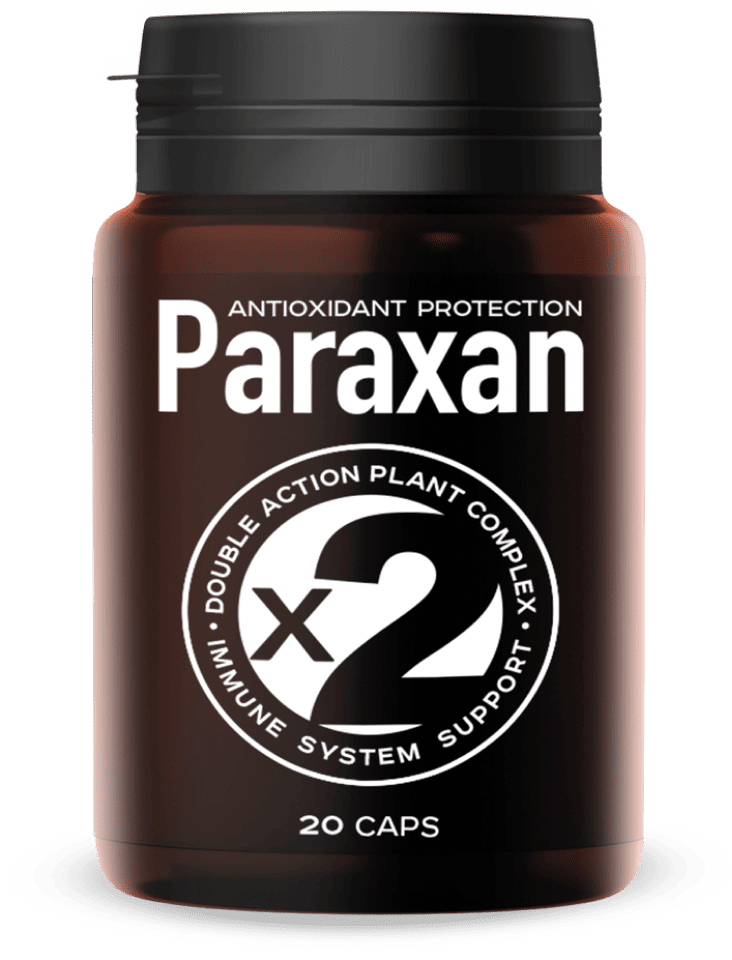 ANTIOXIDANT PROTECTION
Paraxan
DOUBLE ACTION PLANT COMPLEX
x2
• IMMUNE SYSTEM SUPPORT •
20 CAPS